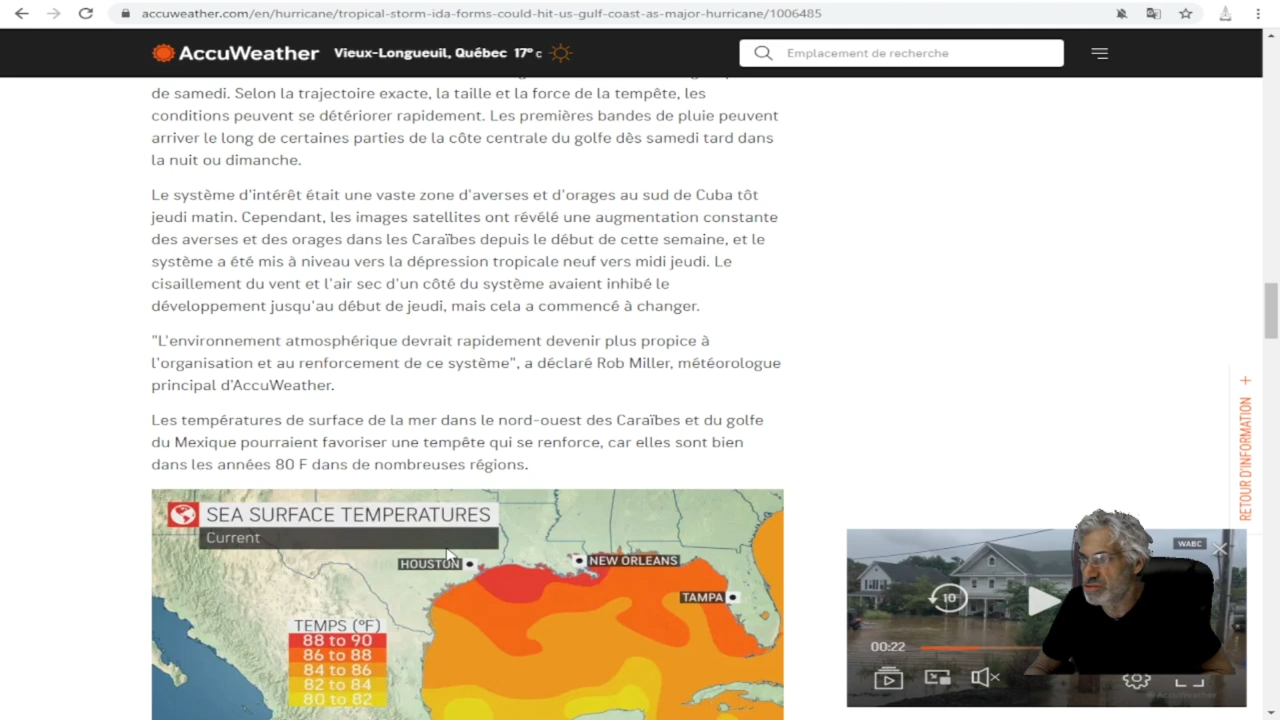 accuweather.com/en/hurricane/tropical-storm-ida-forms-could-hit-us-gulf-coast-as-major-hurricane/1006485
AccuWeather Vieux-Longueuil, Québec 17° C Emplacement de recherche
de samedi. Selon la trajectoire exacte, la taille et la force de la tempête, les
conditions peuvent se détériorer rapidement. Les premières bandes de pluie peuvent
arriver le long de certaines parties de la côte centrale du golfe dès samedi tard dans
la nuit ou dimanche.
Le système d'intérêt était une vaste zone d'averses et d'orages au sud de Cuba tôt
jeudi matin. Cependant, les images satellites ont révélé une augmentation constante
des averses et des orages dans les Caraïbes depuis le début de cette semaine, et le
système a été mis à niveau vers la dépression tropicale neuf vers midi jeudi. Le
cisaillement du vent et l'air sec d'un côté du système avaient inhibé le
développement jusqu'au début de jeudi, mais cela a commencé à changer.
"L'environnement atmosphérique devrait rapidement devenir plus propice à
l'organisation et au renforcement de ce système", a déclaré Rob Miller, météorologue
principal d'AccuWeather.
Les températures de surface de la mer dans le nord-ouest des Caraïbes et du golfe
du Mexique pourraient favoriser une tempête qui se renforce, car elles sont bien
dans les années 80 F dans de nombreuses régions.
SEA SURFACE TEMPERATURES
Current
HOUSTON
NEW ORLEANS
TAMPA
TEMPS (°F)
88 to 90
86 to 88
84 to 86
82 to 84
80 to 82
RETOUR D'INFORMATION +
WABC
10
00:22
AccuWeather